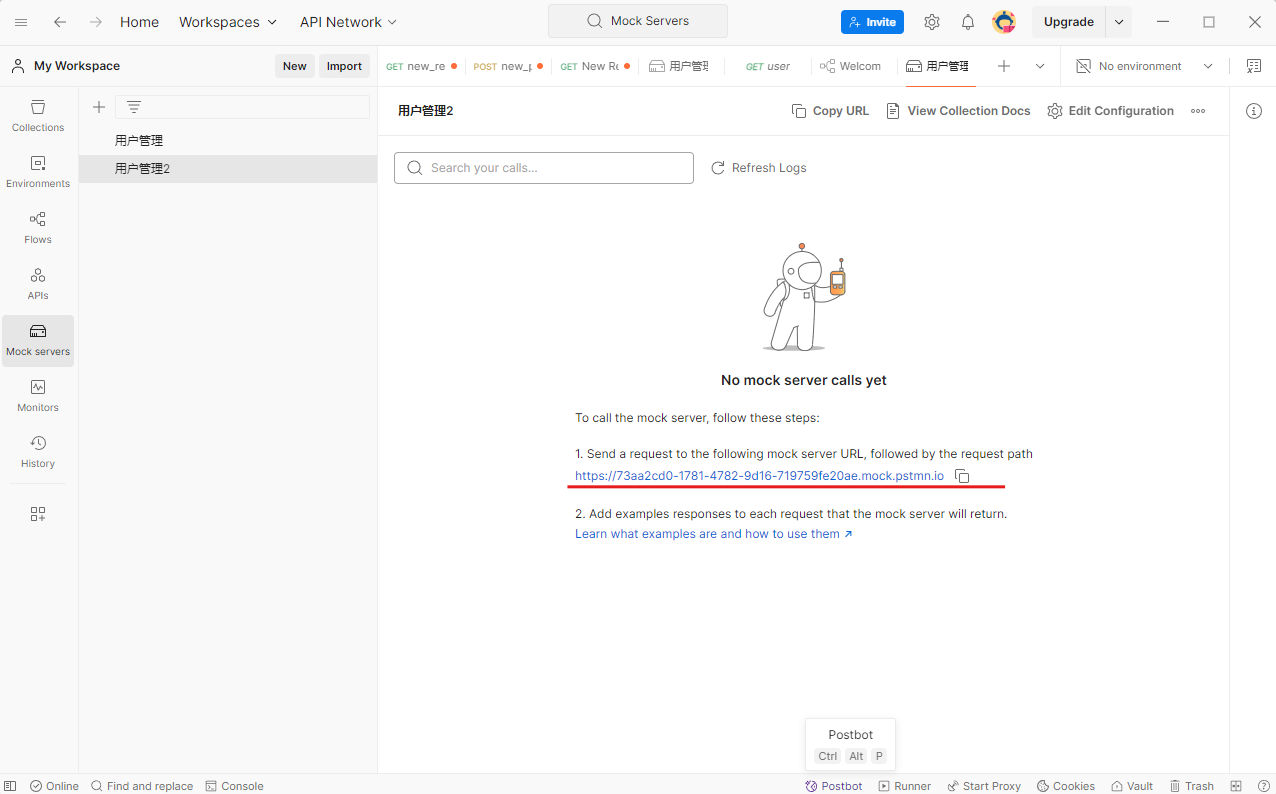 Home Workspaces API Network Mock Servers Invite Upgrade
My Workspace New Import GET new_re POST new_p GET New Re 用户管理 GET user Welcom 用户管理 No environment
Collections
Environments
Flows
APIs
Mock servers
Monitors
History
用户管理
用户管理2
用户管理2 Copy URL View Collection Docs Edit Configuration
Search your calls... Refresh Logs
No mock server calls yet
To call the mock server, follow these steps:
1. Send a request to the following mock server URL, followed by the request path
https://73aa2cd0-1781-4782-9d16-719759fe20ae.mock.pstmn.io
2. Add examples responses to each request that the mock server will return.
Learn what examples are and how to use them ↗
Postbot
Ctrl Alt P
Online Find and replace Console Postbot Runner Start Proxy Cookies Vault Trash